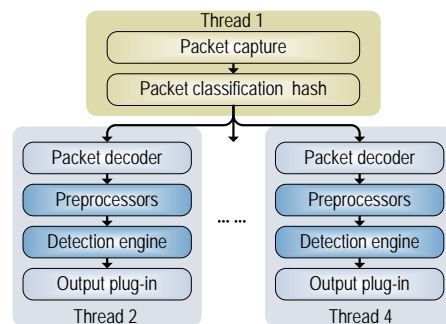 Thread 1
Packet capture
Packet classification hash
Packet decoder
Preprocessors
Detection engine
Output plug-in
Thread 2
... ...
Packet decoder
Preprocessors
Detection engine
Output plug-in
Thread 4